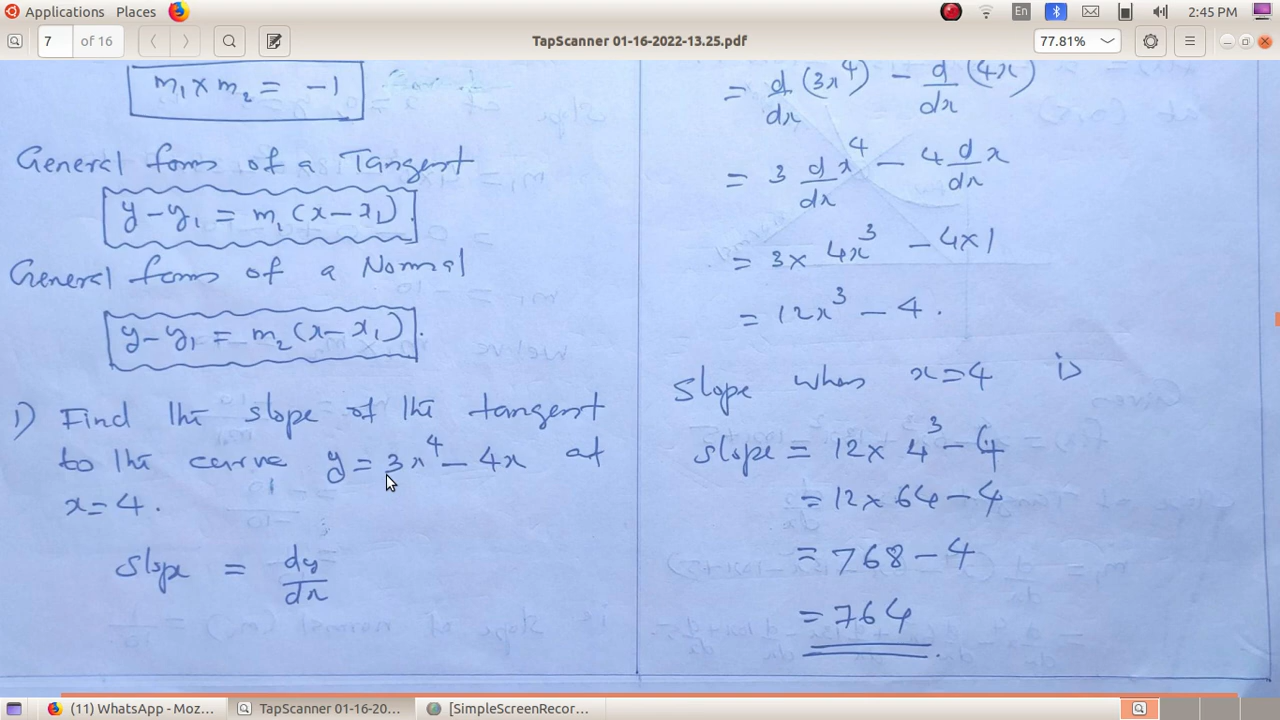 Applications Places En 2:45 PM
7 of 16 TapScanner 01-16-2022-13.25.pdf 77.81%
m₁ × m₂ = -1
General form of a Tangent
y-y₁ = m₁(x-x₁).
General form of a Normal
y-y₁ = m₂(x-x₁).
1) Find the slope of the tangent
to the curve y = 3x⁴ - 4x at
x=4.
Slope = dy/dx
= d/dx (3x⁴) - d/dx (4x)
= 3 d/dx x⁴ - 4 d/dx x
= 3× 4x³ - 4×1
= 12x³ - 4.
Slope when x=4 is
Slope = 12× 4³ - 4
= 12×64-4
= 768-4
= 764.
(11) WhatsApp - Moz... TapScanner 01-16-20... [SimpleScreenRecor...